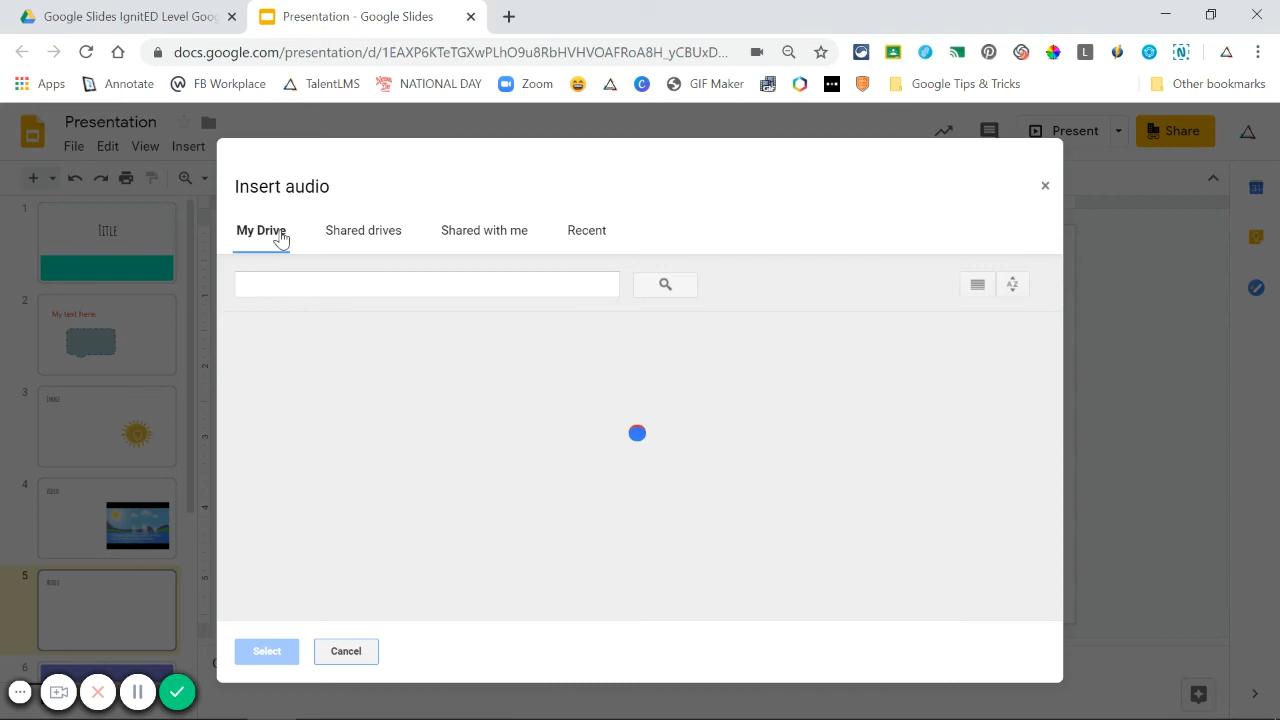 Google Slides IgnitED Level Goog
Presentation - Google Slides
docs.google.com/presentation/d/1EAXP6KTeTGXwPLhO9u8RbHVHVOAFRoA8H_yCBUxD...
Apps
Annotate
FB Workplace
TalentLMS
NATIONAL DAY
Zoom
GIF Maker
Google Tips & Tricks
Other bookmarks
Presentation
File Edit View Insert
Present
Share
Insert audio
My Drive
Shared drives
Shared with me
Recent
1
TITLE
2
My text here.
3
IMAGE
4
5
6
Select
Cancel